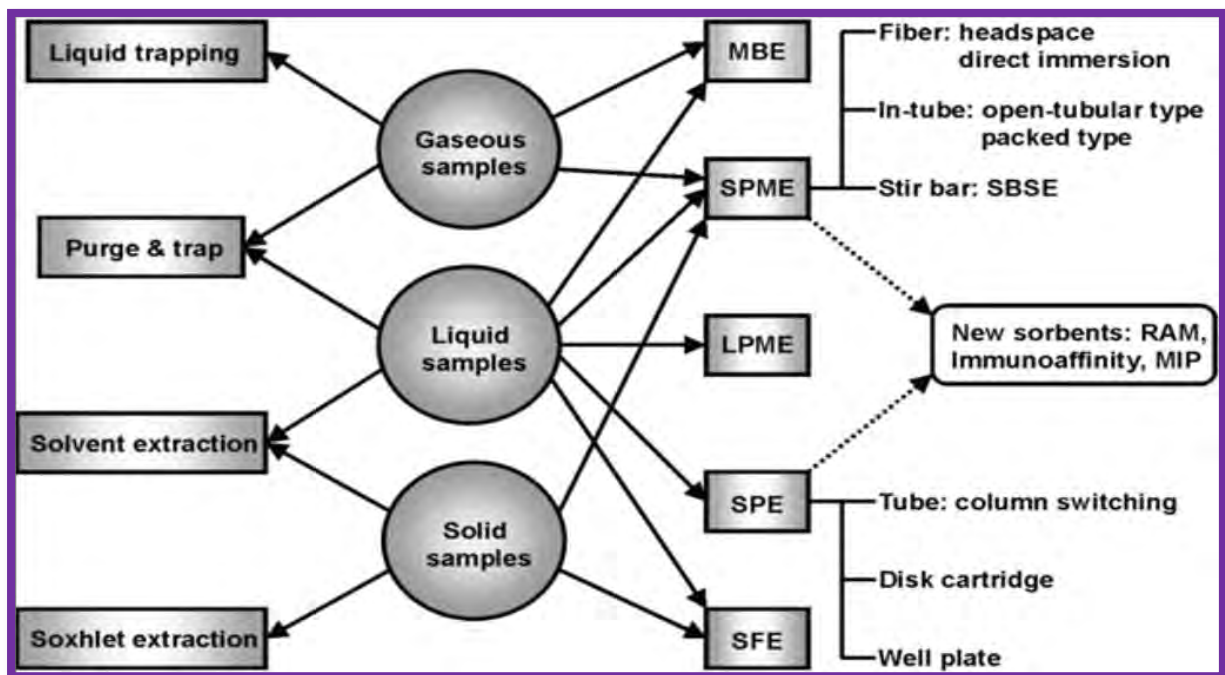 Liquid trapping
Purge & trap
Solvent extraction
Soxhlet extraction
Gaseous
samples
Liquid
samples
Solid
samples
MBE
SPME
LPME
SPE
SFE
Fiber: headspace
direct immersion
In-tube: open-tubular type
packed type
Stir bar: SBSE
New sorbents: RAM,
Immunoaffinity, MIP
Tube: column switching
Disk cartridge
Well plate